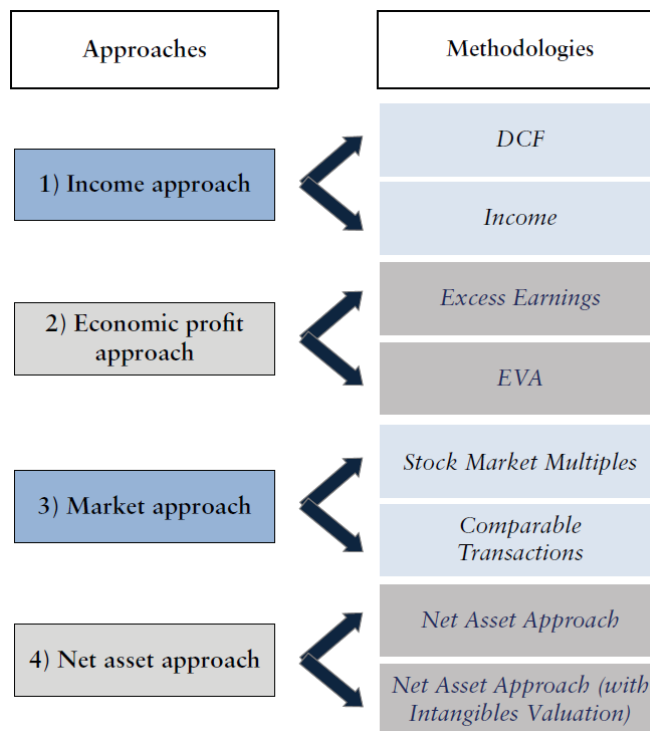 Approaches
Methodologies
1) Income approach
DCF
Income
2) Economic profit
approach
Excess Earnings
EVA
3) Market approach
Stock Market Multiples
Comparable
Transactions
4) Net asset approach
Net Asset Approach
Net Asset Approach (with
Intangibles Valuation)